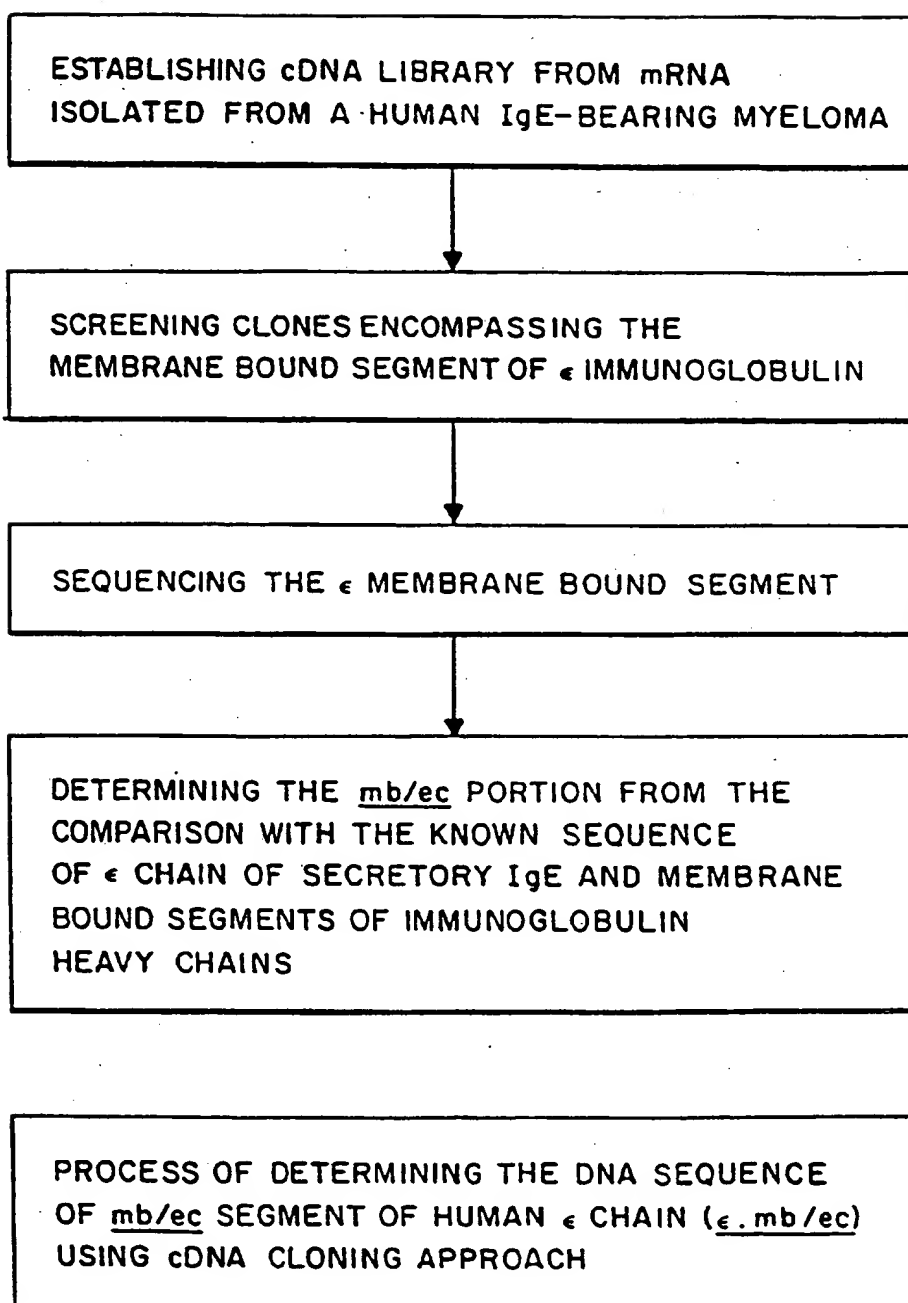 ESTABLISHING cDNA LIBRARY FROM mRNA
ISOLATED FROM A HUMAN IgE-BEARING MYELOMA
SCREENING CLONES ENCOMPASSING THE
MEMBRANE BOUND SEGMENT OF ε IMMUNOGLOBULIN
SEQUENCING THE ε MEMBRANE BOUND SEGMENT
DETERMINING THE mb/ec PORTION FROM THE
COMPARISON WITH THE KNOWN SEQUENCE
OF ε CHAIN OF SECRETORY IgE AND MEMBRANE
BOUND SEGMENTS OF IMMUNOGLOBULIN
HEAVY CHAINS
PROCESS OF DETERMINING THE DNA SEQUENCE
OF mb/ec SEGMENT OF HUMAN ε CHAIN (ε.mb/ec)
USING cDNA CLONING APPROACH